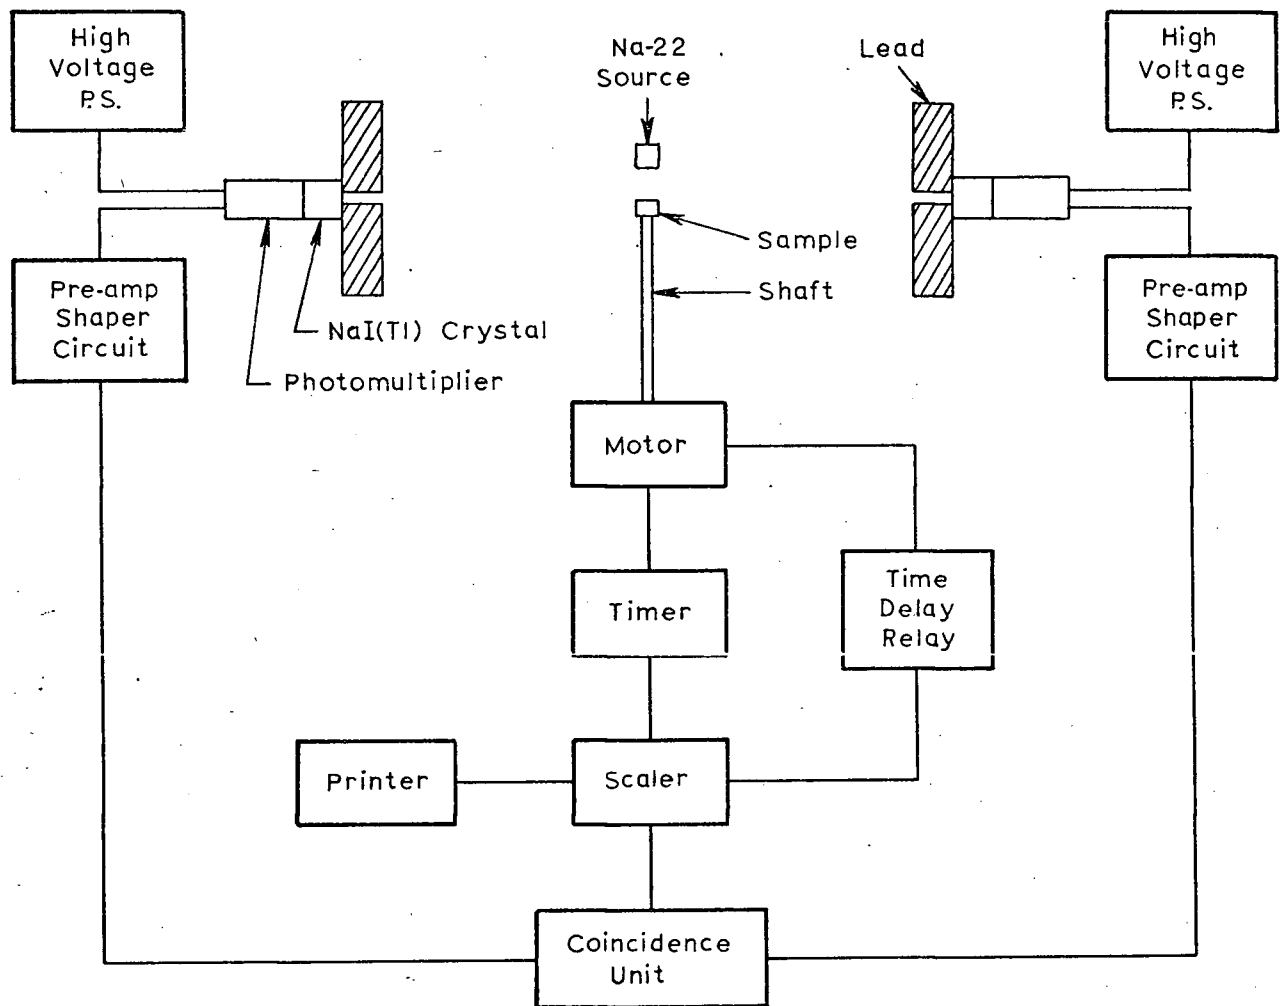 High
Voltage
P.S.
Na-22
Source
Lead
High
Voltage
P.S.
Sample
Shaft
Pre-amp
Shaper
Circuit
NaI(Tl) Crystal
Photomultiplier
Pre-amp
Shaper
Circuit
Motor
Time
Delay
Relay
Timer
Printer
Scaler
Coincidence
Unit